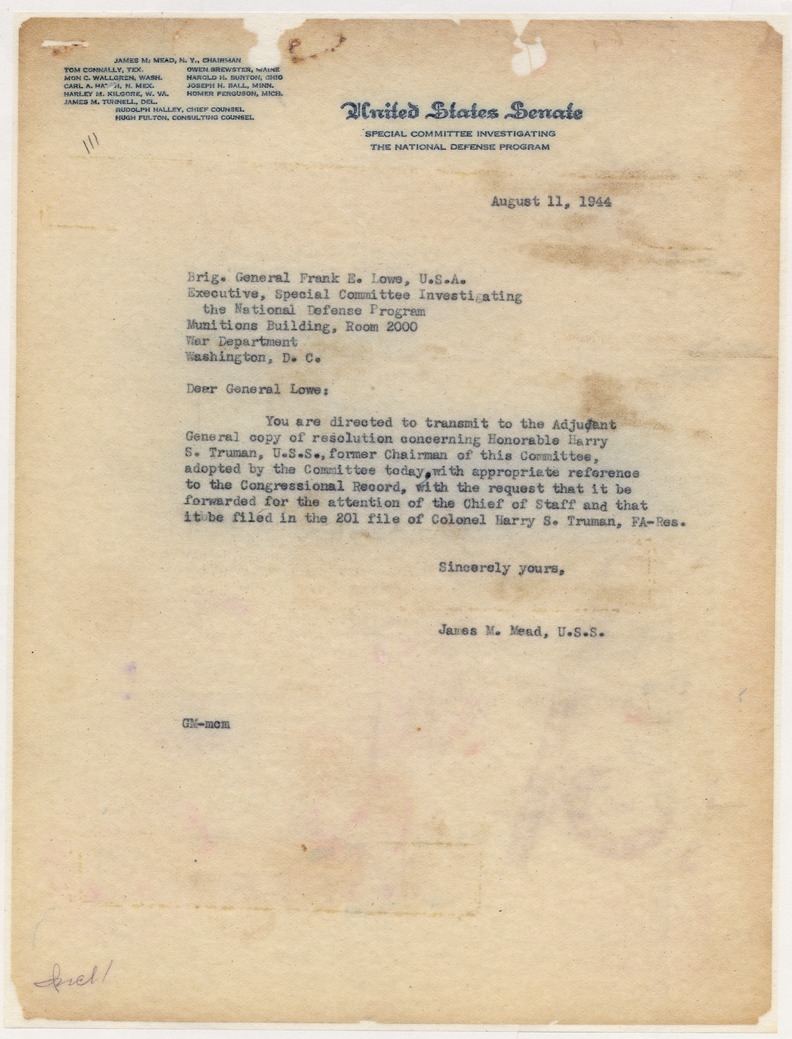 JAMES M. MEAD, N. Y., CHAIRMAN
TOM CONNALLY, TEX. OWEN BREWSTER, MAINE
MON C. WALLGREN, WASH. HAROLD H. BURTON, OHIO
CARL A. HATCH, N. MEX. JOSEPH H. BALL, MINN.
HARLEY M. KILGORE, W. VA. HOMER FERGUSON, MICH.
JAMES M. TUNNELL, DEL.
RUDOLPH HALLEY, CHIEF COUNSEL
HUGH FULTON, CONSULTING COUNSEL
United States Senate
SPECIAL COMMITTEE INVESTIGATING
THE NATIONAL DEFENSE PROGRAM
August 11, 1944
Brig. General Frank E. Lowe, U.S.A.
Executive, Special Committee Investigating
the National Defense Program
Munitions Building, Room 2000
War Department
Washington, D. C.
Dear General Lowe:
You are directed to transmit to the Adjutant
General copy of resolution concerning Honorable Harry
S. Truman, U.S.S., former Chairman of this Committee,
adopted by the Committee today, with appropriate reference
to the Congressional Record, with the request that it be
forwarded for the attention of the Chief of Staff and that
it be filed in the 201 file of Colonel Harry S. Truman, FA-Res.
Sincerely yours,
James M. Mead, U.S.S.
GM-mcm